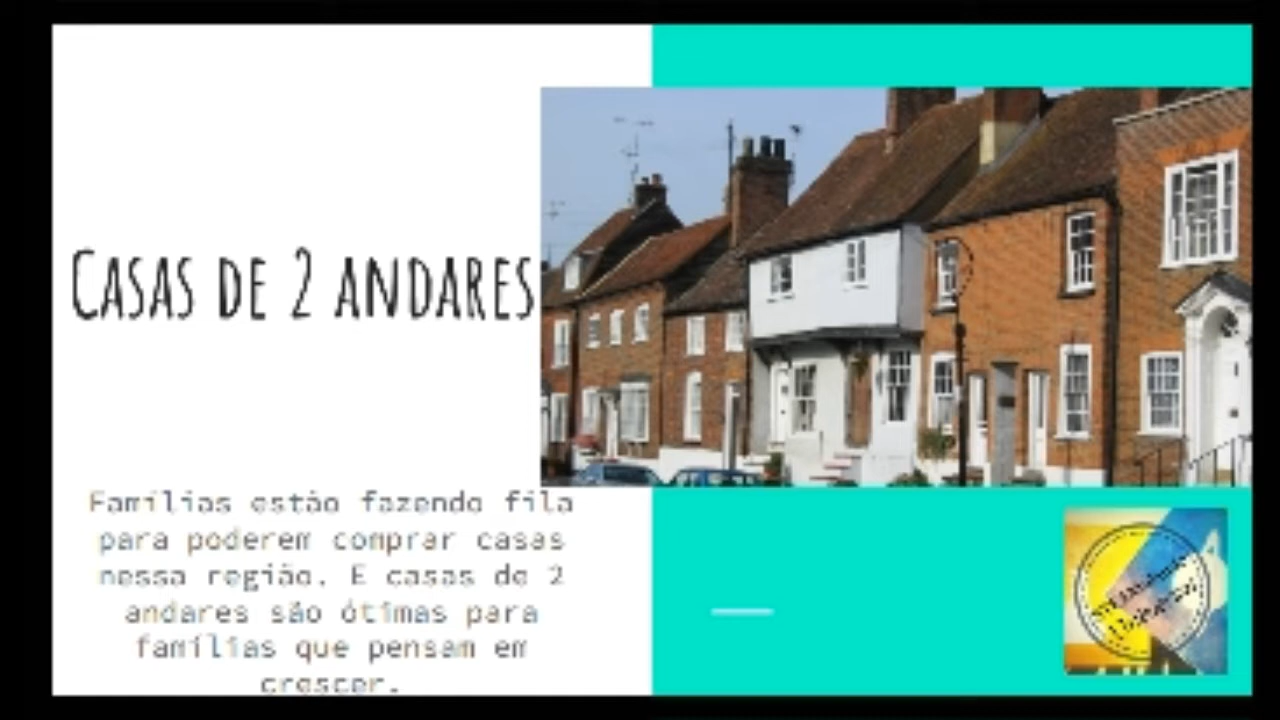 Casas de 2 andares
Famílias estão fazendo fila
para poderem comprar casas
nessa região. E casas de 2
andares são ótimas para
famílias que pensam em
crescer.